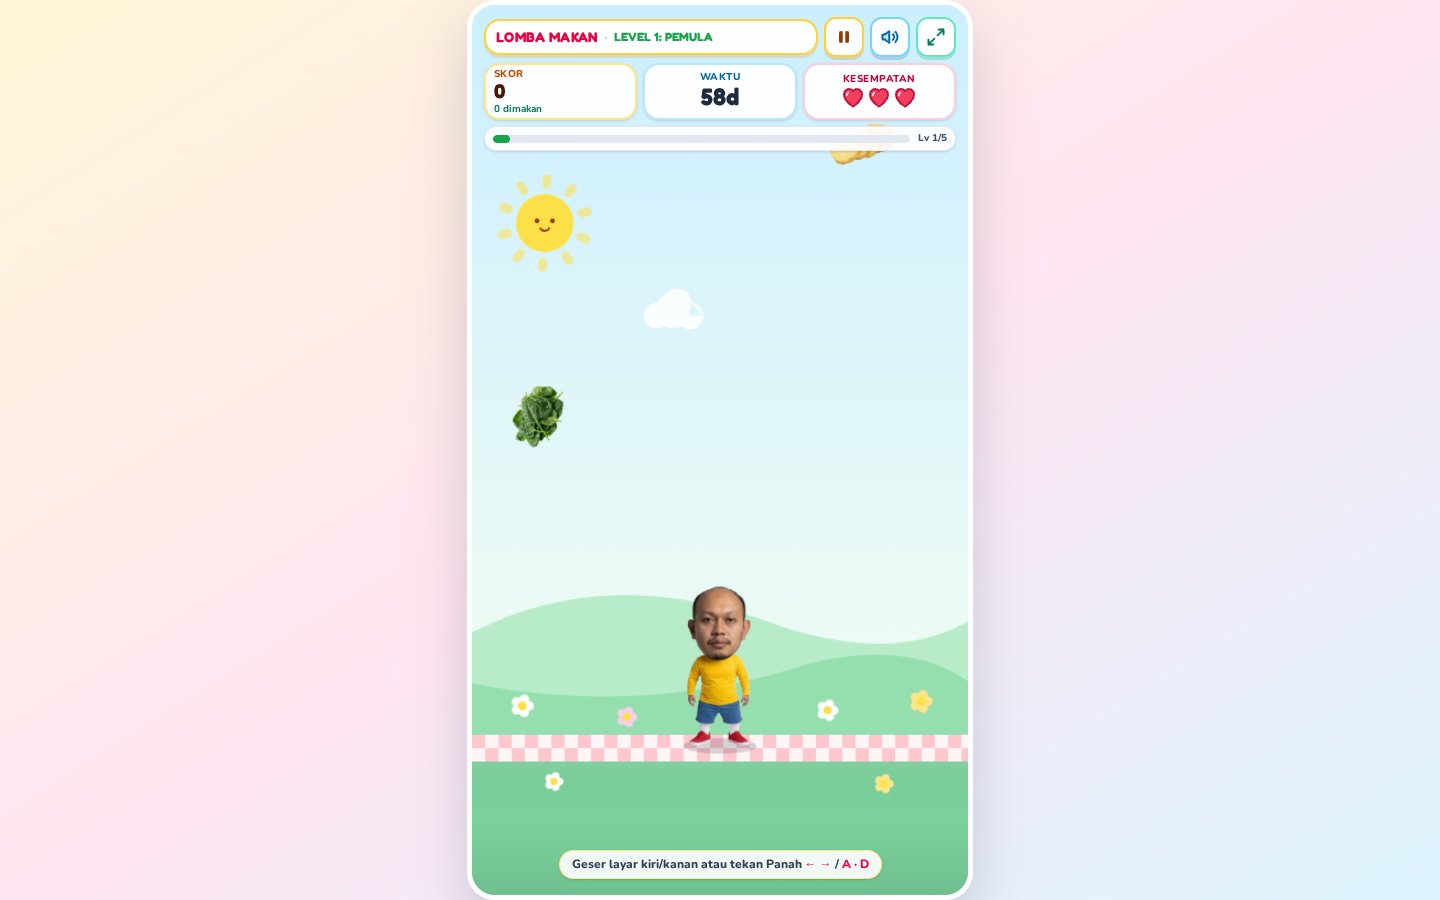 LOMBA MAKAN · LEVEL 1: PEMULA
SKOR
0
0 dimakan
WAKTU
58d
KESEMPATAN
Lv 1/5
Geser layar kiri/kanan atau tekan Panah ← → / A · D